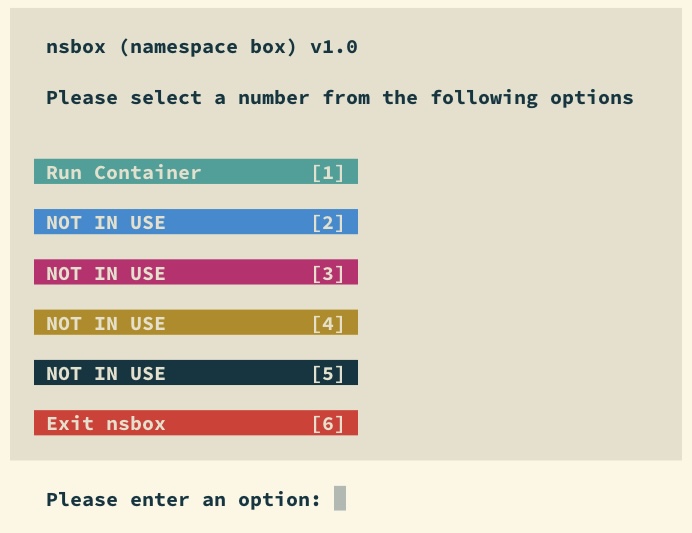 nsbox (namespace box) v1.0
Please select a number from the following options
Run Container [1]
NOT IN USE [2]
NOT IN USE [3]
NOT IN USE [4]
NOT IN USE [5]
Exit nsbox [6]
Please enter an option: